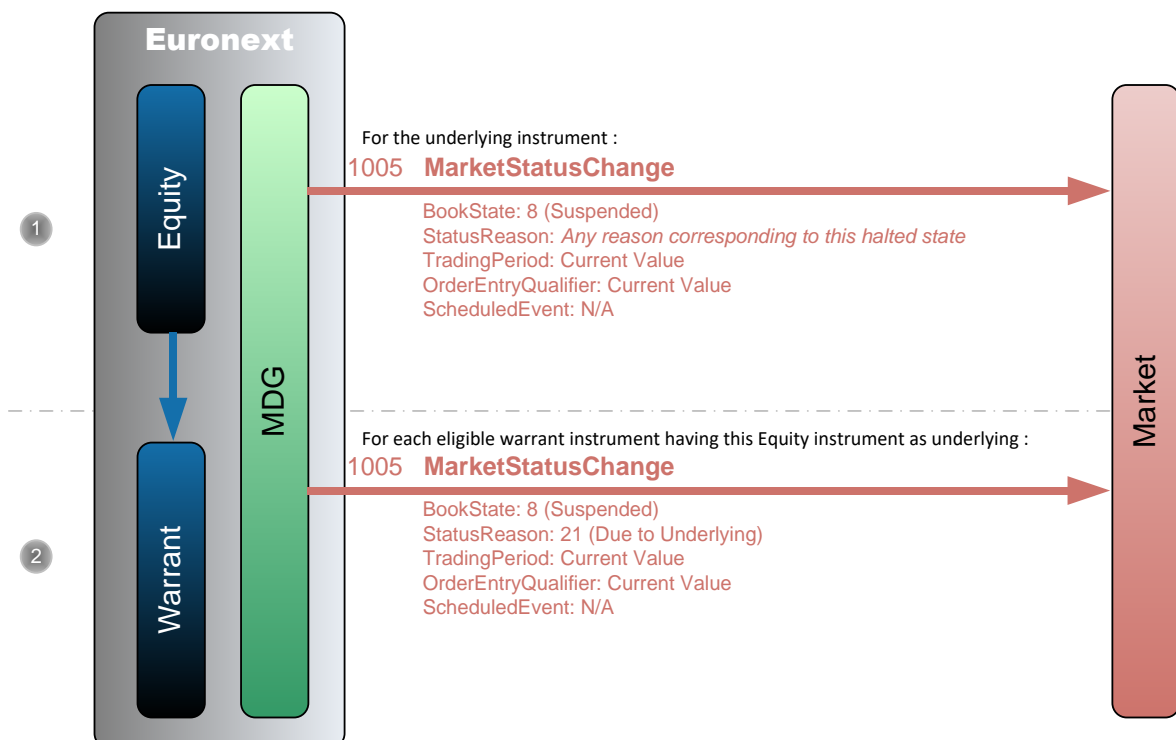 Euronext
Equity
MDG
Market
For the underlying instrument :
1005 MarketStatusChange
1
BookState: 8 (Suspended)
StatusReason: Any reason corresponding to this halted state
TradingPeriod: Current Value
OrderEntryQualifier: Current Value
ScheduledEvent: N/A
For each eligible warrant instrument having this Equity instrument as underlying :
1005 MarketStatusChange
Warrant
2
BookState: 8 (Suspended)
StatusReason: 21 (Due to Underlying)
TradingPeriod: Current Value
OrderEntryQualifier: Current Value
ScheduledEvent: N/A